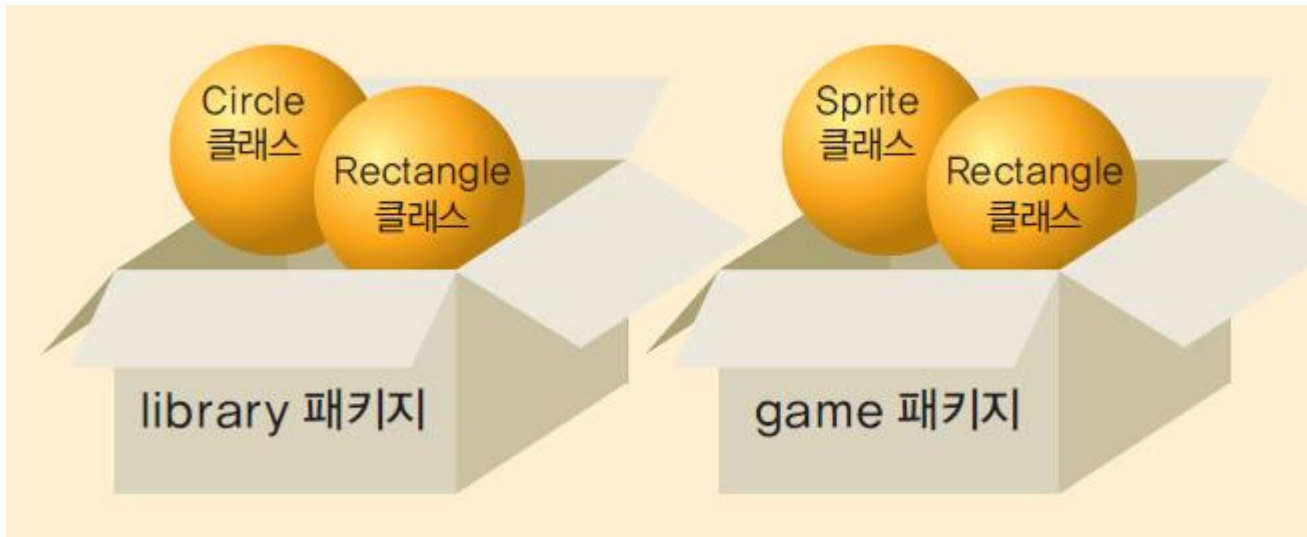 Circle
클래스
Rectangle
클래스
library 패키지
Sprite
클래스
Rectangle
클래스
game 패키지